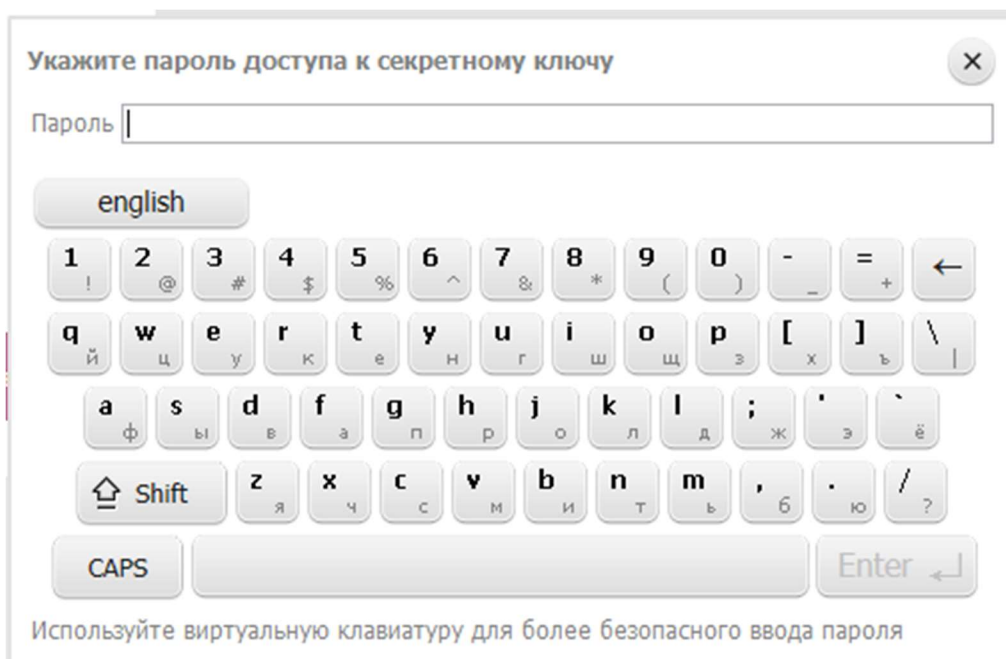 Укажите пароль доступа к секретному ключу ×
Пароль
english
1 ! 2 @ 3 # 4 $ 5 % 6 ^ 7 & 8 * 9 ( 0 ) - _ = + ←
q й w ц e у r к t е y н u г i ш o щ p з [ х ] ъ \ |
a ф s ы d в f а g п h р j о k л l д ; ж ' э ` ё
Shift z я x ч c с v м b и n т m ь , б . ю / ?
CAPS Enter
Используйте виртуальную клавиатуру для более безопасного ввода пароля